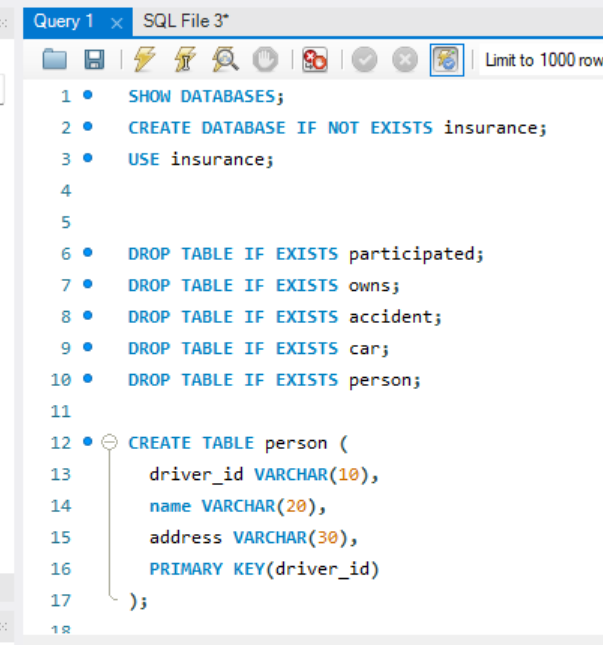 Query 1 × SQL File 3*
Limit to 1000 row
1 SHOW DATABASES;
2 CREATE DATABASE IF NOT EXISTS insurance;
3 USE insurance;
4
5
6 DROP TABLE IF EXISTS participated;
7 DROP TABLE IF EXISTS owns;
8 DROP TABLE IF EXISTS accident;
9 DROP TABLE IF EXISTS car;
10 DROP TABLE IF EXISTS person;
11
12 CREATE TABLE person (
13 driver_id VARCHAR(10),
14 name VARCHAR(20),
15 address VARCHAR(30),
16 PRIMARY KEY(driver_id)
17 );
18